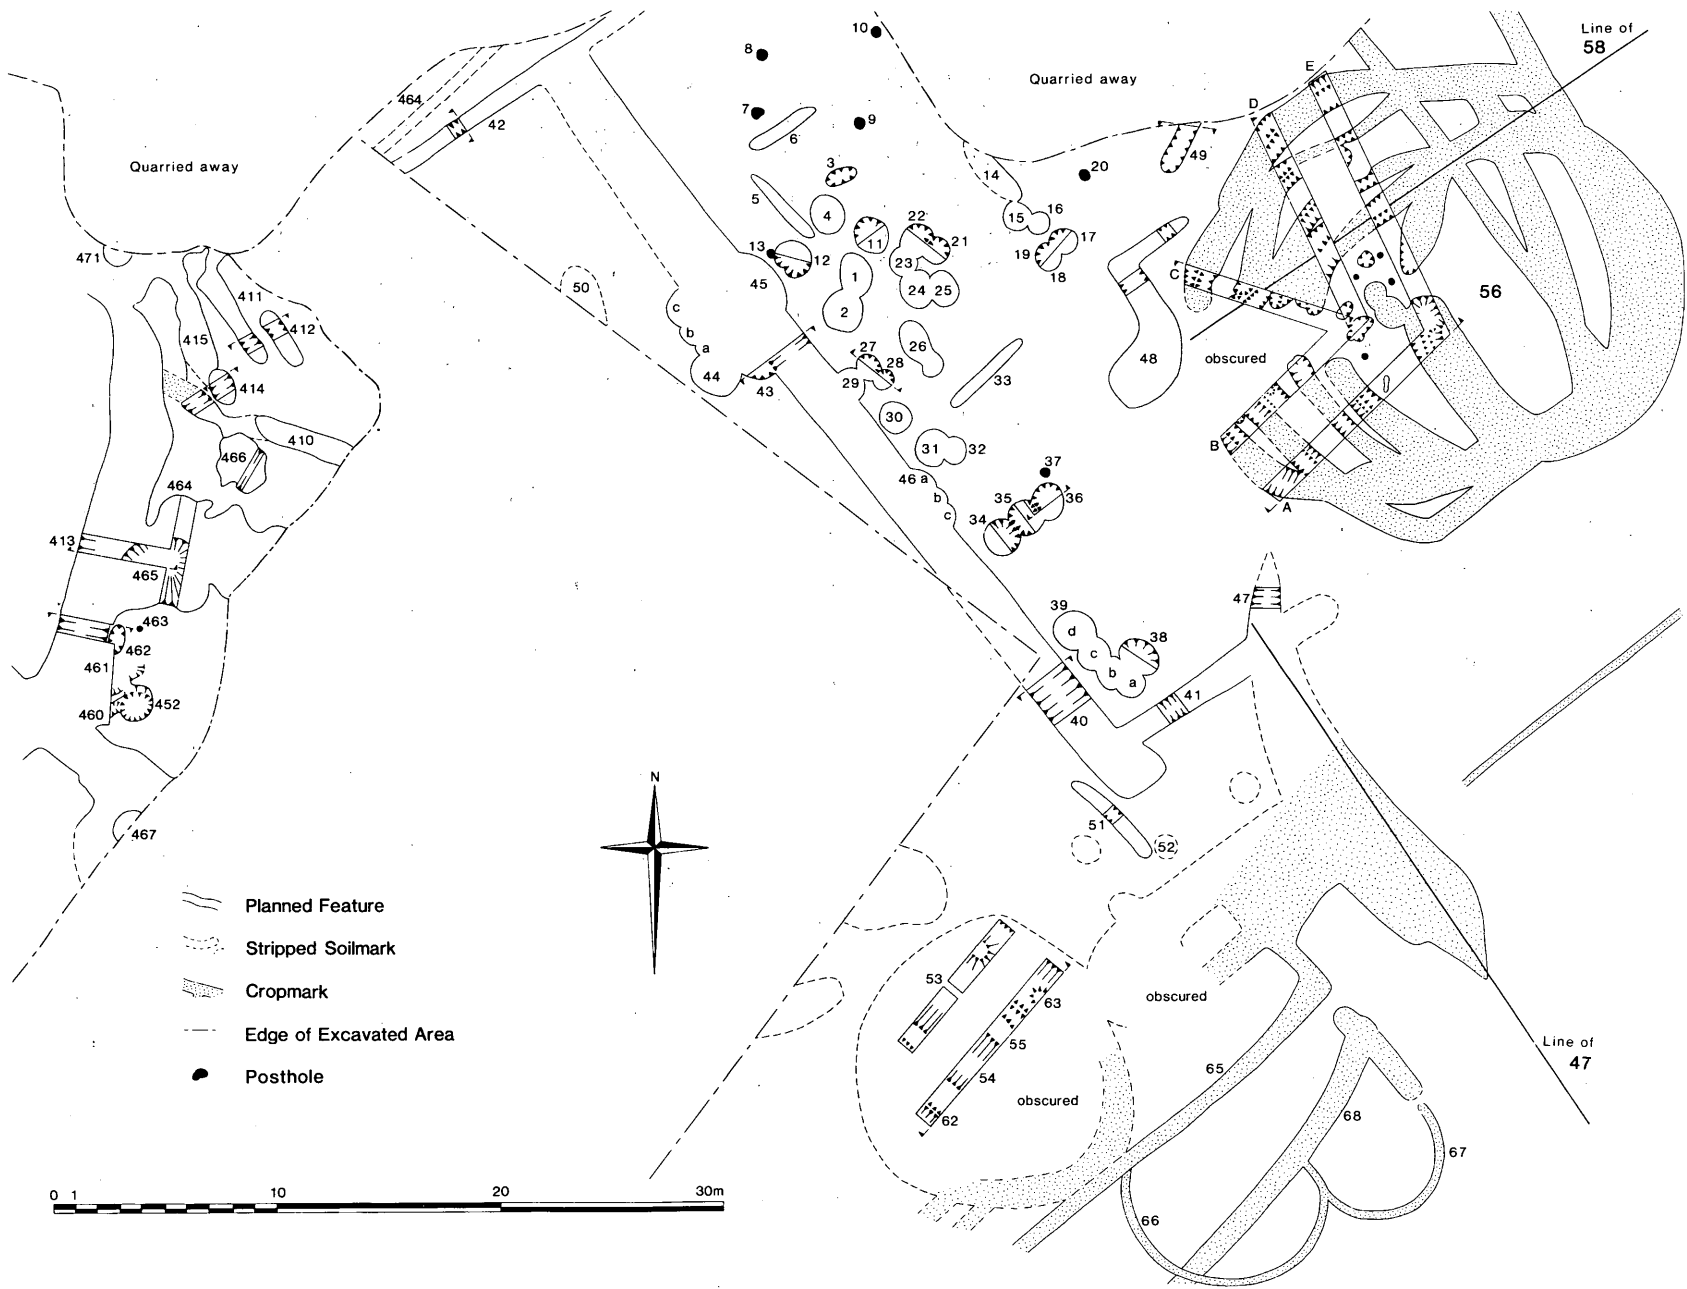 10
Line of
58
8
E
Quarried away
464
42
7
9
D
6
20
49
Quarried away
3
14
5
4
15
16
22
11
21
17
19
18
13
12
23
C
471
45
1
50
24
25
56
411
c
2
b
412
415
26
27
a
28
48
obscured
44
43
29
33
414
30
410
31
32
B
466
37
46
a
464
b
35
36
c
34
A
413
465
39
47
463
d
38
462
c
461
b
a
41
460
452
40
N
51
467
52
Planned Feature
Stripped Soilmark
53
63
obscured
Cropmark
Edge of Excavated Area
55
Line of
47
65
54
Posthole
obscured
62
68
67
0 1 10 20 30m
66